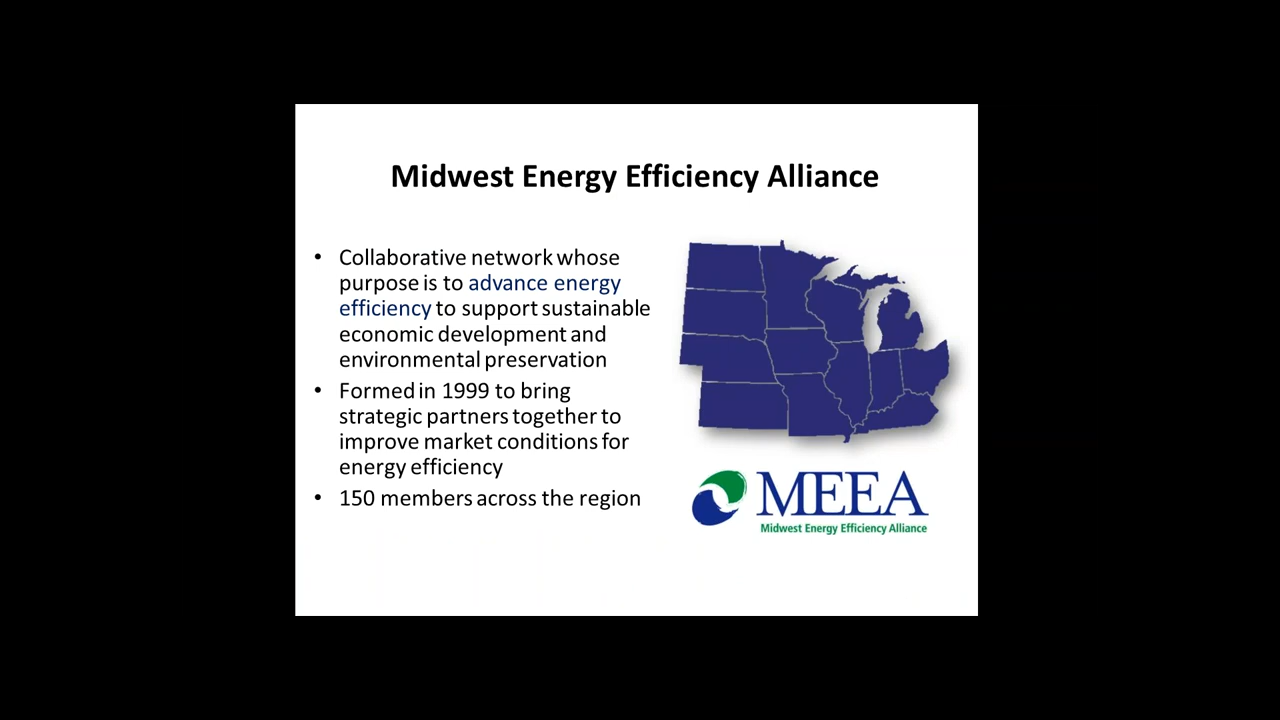 Midwest Energy Efficiency Alliance
• Collaborative network whose
purpose is to advance energy
efficiency to support sustainable
economic development and
environmental preservation
• Formed in 1999 to bring
strategic partners together to
improve market conditions for
energy efficiency
• 150 members across the region
MEEA
Midwest Energy Efficiency Alliance